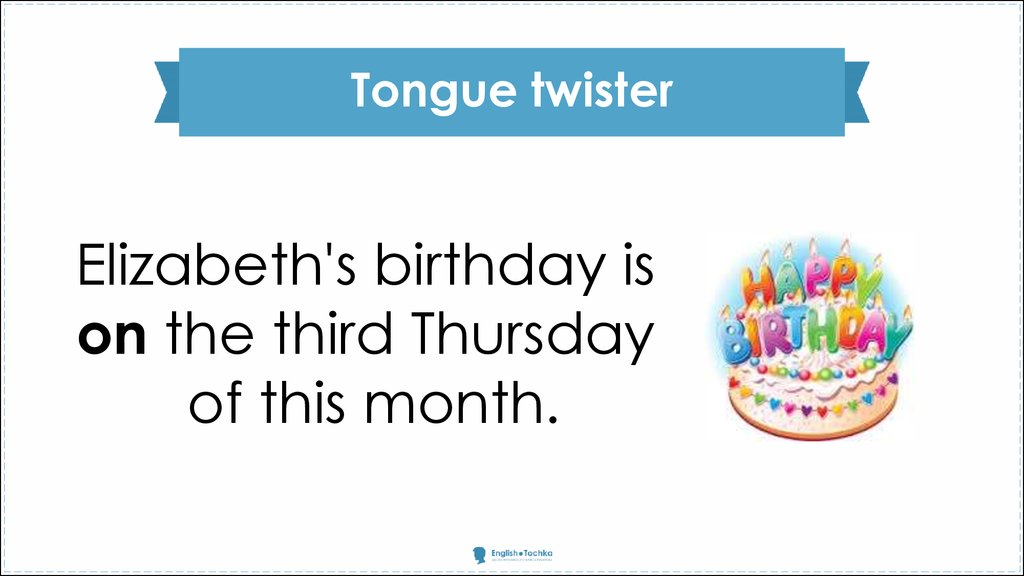 Tongue twister
Elizabeth's birthday is
on the third Thursday
of this month.
HAPPY
BIRTHDAY
English●Tochka